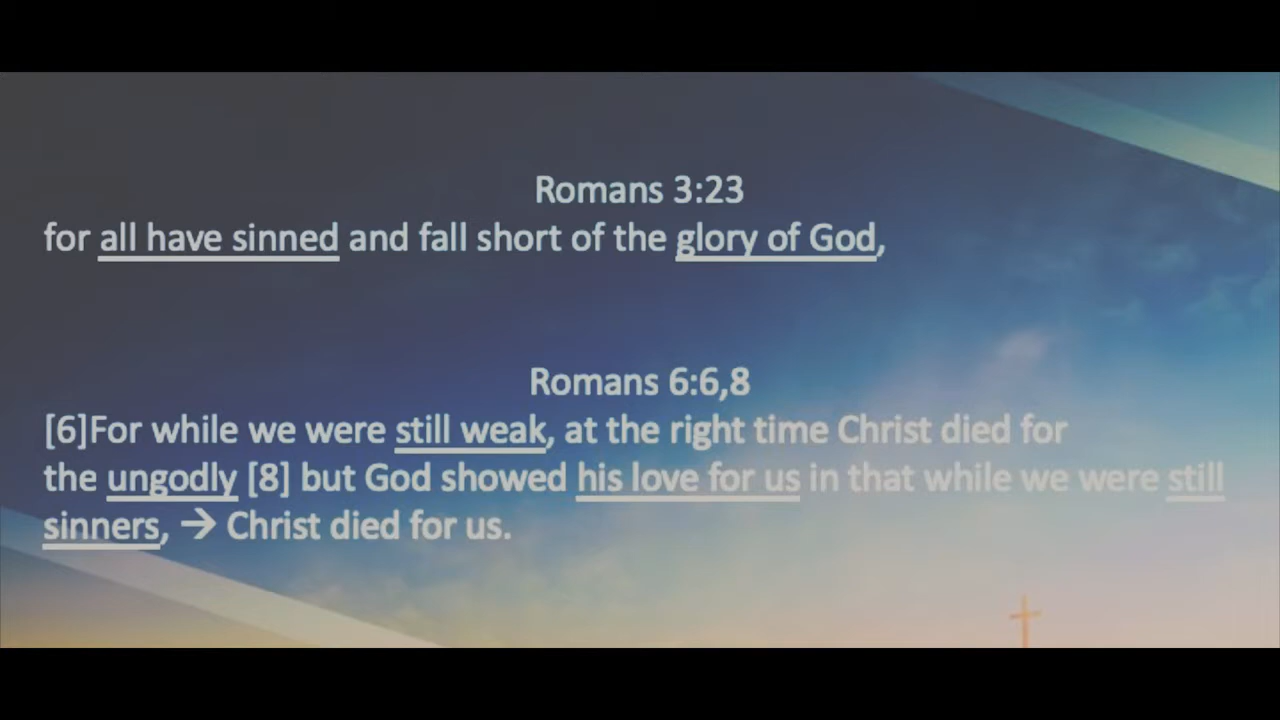 Romans 3:23
for all have sinned and fall short of the glory of God,
Romans 6:6,8
[6]For while we were still weak, at the right time Christ died for
the ungodly [8] but God showed his love for us in that while we were still
sinners, → Christ died for us.